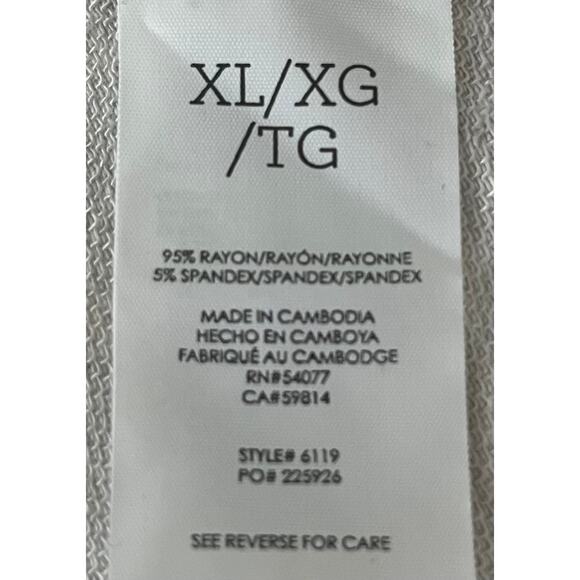 XL/XG
/TG
95% RAYON/RAYÓN/RAYONNE
5% SPANDEX/SPANDEX/SPANDEX
MADE IN CAMBODIA
HECHO EN CAMBOYA
FABRIQUÉ AU CAMBODGE
RN#54077
CA#59814
STYLE# 6119
PO# 225926
SEE REVERSE FOR CARE